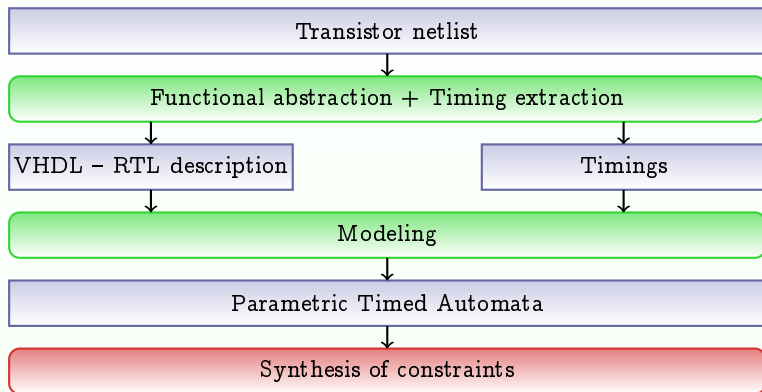 Transistor netlist
Functional abstraction + Timing extraction
VHDL – RTL description
Timings
Modeling
Parametric Timed Automata
Synthesis of constraints